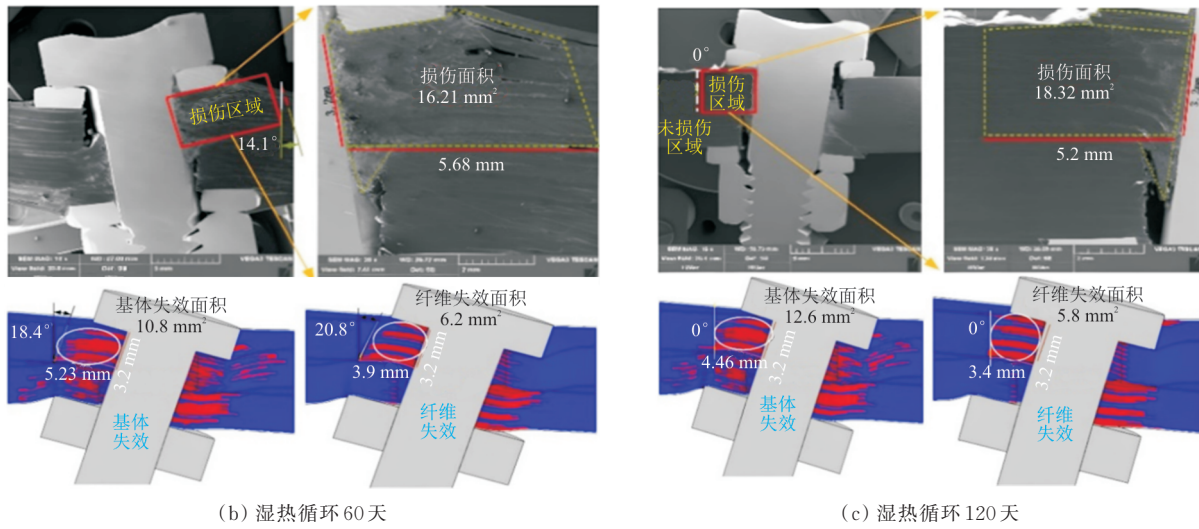 损伤区域
14.1°
损伤面积
16.21 mm²
5.68 mm
基体失效面积
10.8 mm²
18.4°
5.23 mm
3.2 mm
基体
失效
纤维失效面积
6.2 mm²
20.8°
3.9 mm
3.2 mm
纤维
失效
(b) 湿热循环60天
0°
损伤
区域
未损伤
区域
损伤面积
18.32 mm²
5.2 mm
基体失效面积
12.6 mm²
0°
4.46 mm
3.2 mm
基体
失效
纤维失效面积
5.8 mm²
0°
3.4 mm
3.2 mm
纤维
失效
(c) 湿热循环120天